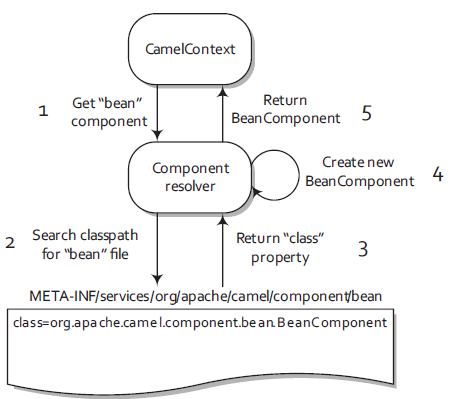 CamelContext
1
Get “bean”
component
Return
BeanComponent
5
Component
resolver
Create new
BeanComponent
4
2
Search classpath
for “bean” file
Return “class”
property
3
META-INF/services/org/apache/camel/component/bean
class=org.apache.camel.component.bean.BeanComponent